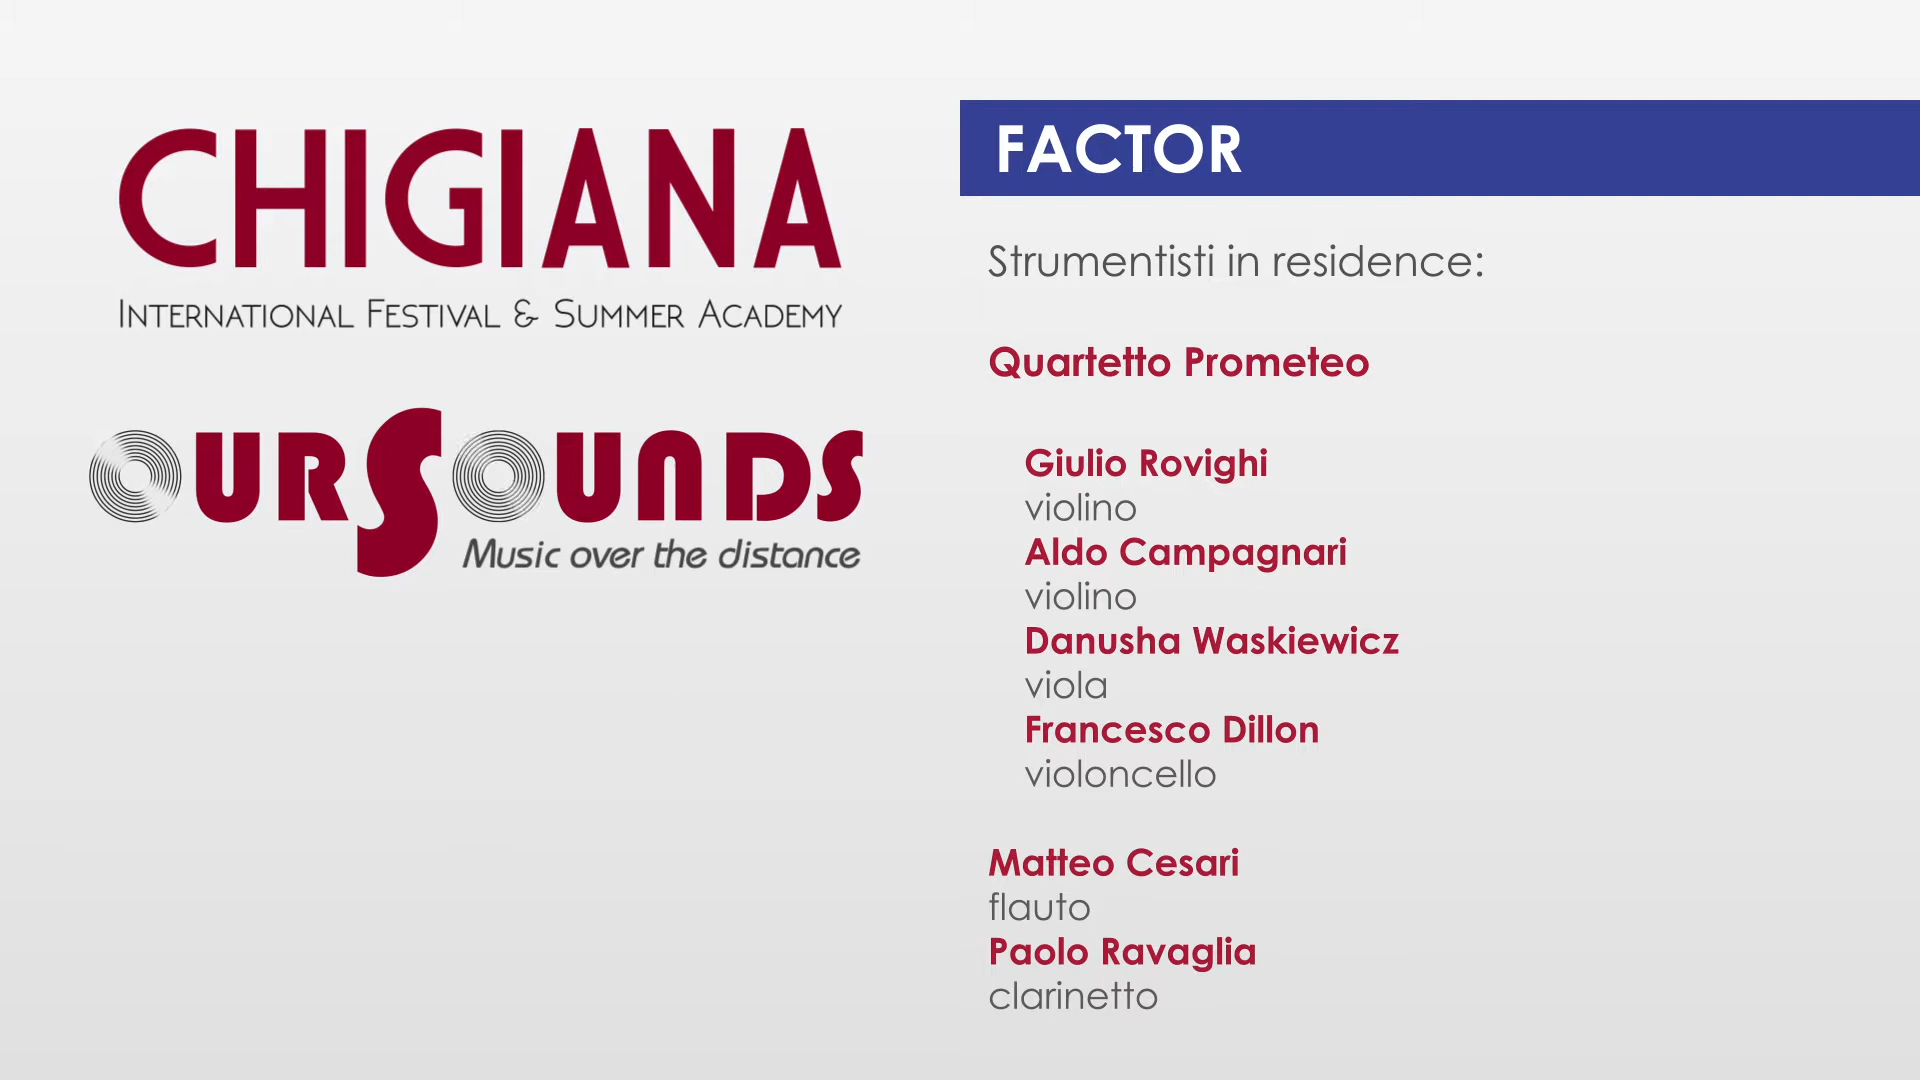 CHIGIANA
INTERNATIONAL FESTIVAL & SUMMER ACADEMY
OURSOUNDS
Music over the distance
FACTOR
Strumentisti in residence:
Quartetto Prometeo
Giulio Rovighi
violino
Aldo Campagnari
violino
Danusha Waskiewicz
viola
Francesco Dillon
violoncello
Matteo Cesari
flauto
Paolo Ravaglia
clarinetto